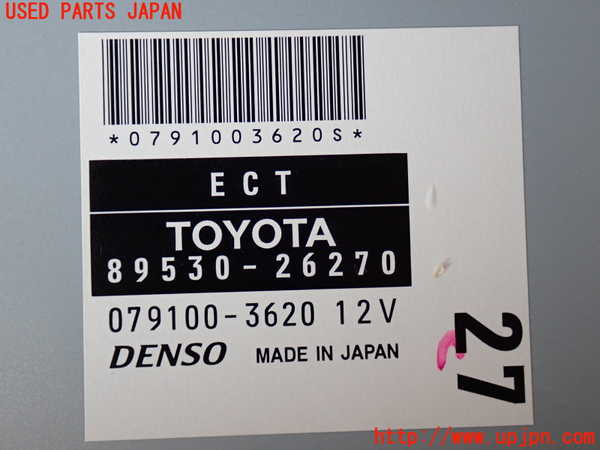 USED PARTS JAPAN
*0791003620S*
ECT
TOYOTA
89530-26270
079100-3620 12V
DENSO MADE IN JAPAN
27
http://www.upjpn.com